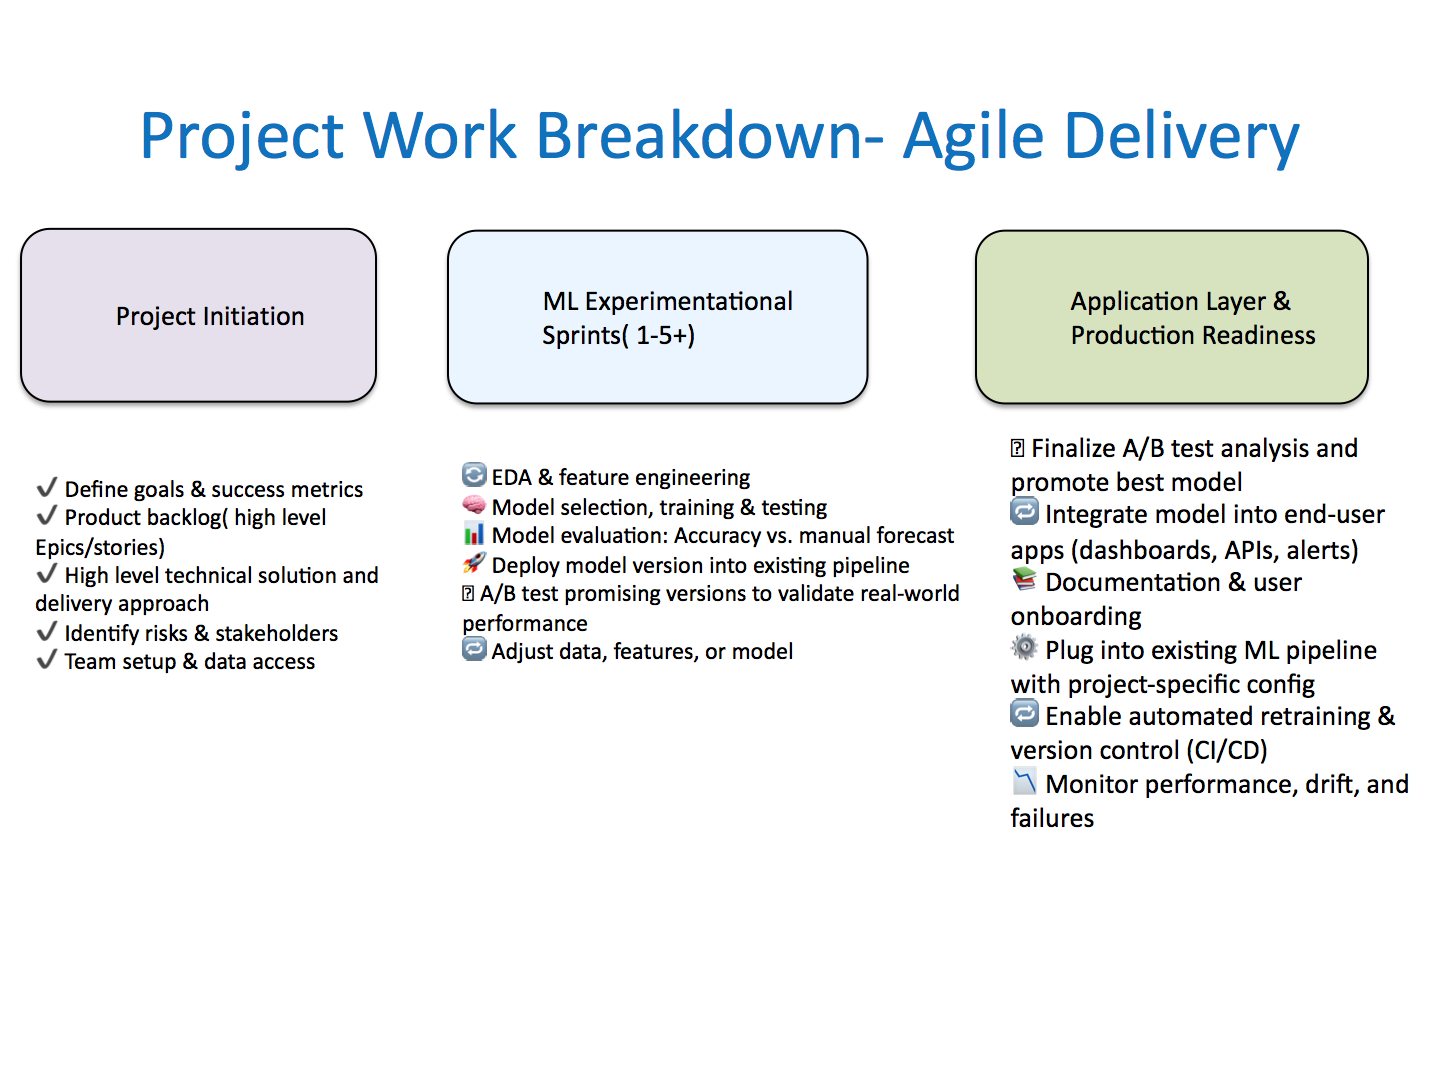 Project Work Breakdown- Agile Delivery
Project Initiation
ML Experimentational
Sprints( 1-5+)
Application Layer &
Production Readiness
✔ Define goals & success metrics
✔ Product backlog( high level
Epics/stories)
✔ High level technical solution and
delivery approach
✔ Identify risks & stakeholders
✔ Team setup & data access
🔄 EDA & feature engineering
🧠 Model selection, training & testing
📊 Model evaluation: Accuracy vs. manual forecast
🚀 Deploy model version into existing pipeline
A/B test promising versions to validate real-world
performance
🔁 Adjust data, features, or model
Finalize A/B test analysis and
promote best model
🔁 Integrate model into end-user
apps (dashboards, APIs, alerts)
📚 Documentation & user
onboarding
⚙️ Plug into existing ML pipeline
with project-specific config
🔁 Enable automated retraining &
version control (CI/CD)
📉 Monitor performance, drift, and
failures